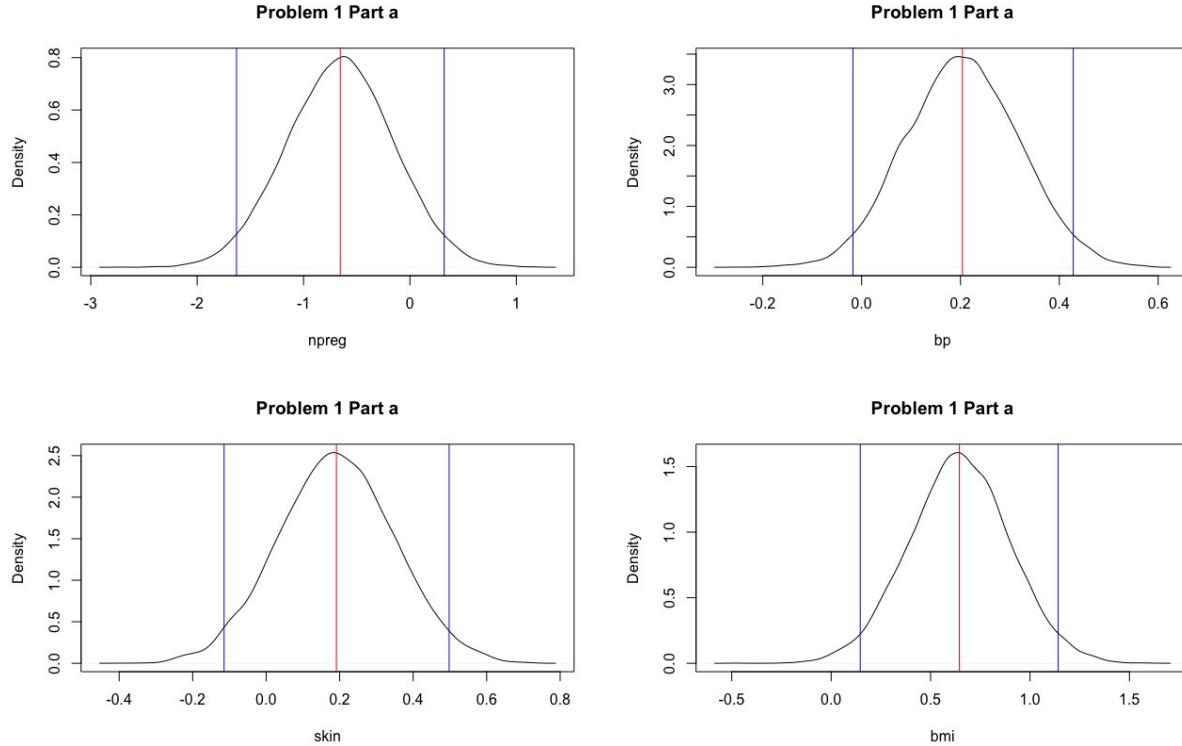 Problem 1 Part a
Density
0.0 0.2 0.4 0.6 0.8
-3 -2 -1 0 1
npreg
Problem 1 Part a
Density
0.0 1.0 2.0 3.0
-0.2 0.0 0.2 0.4 0.6
bp
Problem 1 Part a
Density
0.0 0.5 1.0 1.5 2.0 2.5
-0.4 -0.2 0.0 0.2 0.4 0.6 0.8
skin
Problem 1 Part a
Density
0.0 0.5 1.0 1.5
-0.5 0.0 0.5 1.0 1.5
bmi